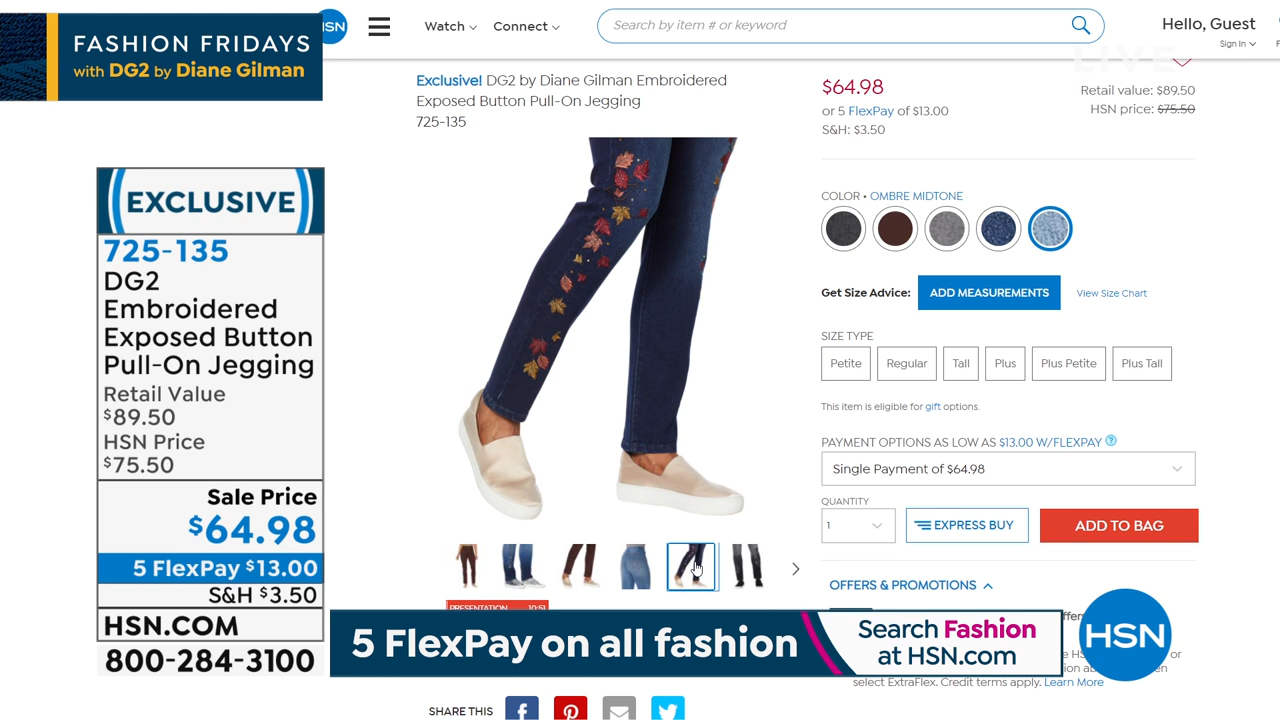 FASHION FRIDAYS
with DG2 by Diane Gilman
HSN
Watch
Connect
Search by item # or keyword
Hello, Guest
Sign In
LIVE
Exclusive! DG2 by Diane Gilman Embroidered
Exposed Button Pull-On Jegging
725-135
$64.98
or 5 FlexPay of $13.00
S&H: $3.50
Retail value: $89.50
HSN price: $75.50
COLOR • OMBRE MIDTONE
Get Size Advice:
ADD MEASUREMENTS
View Size Chart
SIZE TYPE
Petite
Regular
Tall
Plus
Plus Petite
Plus Tall
This item is eligible for gift options.
PAYMENT OPTIONS AS LOW AS $13.00 W/FLEXPAY ?
Single Payment of $64.98
QUANTITY
1
EXPRESS BUY
ADD TO BAG
OFFERS & PROMOTIONS
select ExtraFlex. Credit terms apply. Learn More
PRESENTATION 10:51
SHARE THIS
EXCLUSIVE
725-135
DG2
Embroidered
Exposed Button
Pull-On Jegging
Retail Value
$89.50
HSN Price
$75.50
Sale Price
$64.98
5 FlexPay $13.00
S&H $3.50
HSN.COM
800-284-3100
5 FlexPay on all fashion
Search Fashion
at HSN.com
HSN